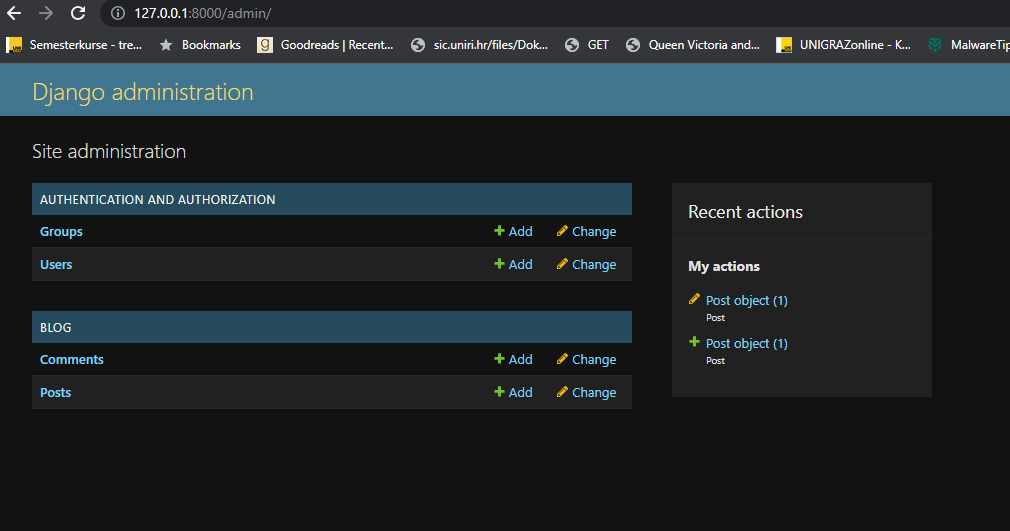 127.0.0.1:8000/admin/
Semesterkurse - tre... Bookmarks Goodreads | Recent... sic.uniri.hr/files/Dok... GET Queen Victoria and... UNIGRAZonline - K... MalwareTip
Django administration
Site administration
AUTHENTICATION AND AUTHORIZATION
Groups Add Change
Users Add Change
BLOG
Comments Add Change
Posts Add Change
Recent actions
My actions
Post object (1)
Post
Post object (1)
Post